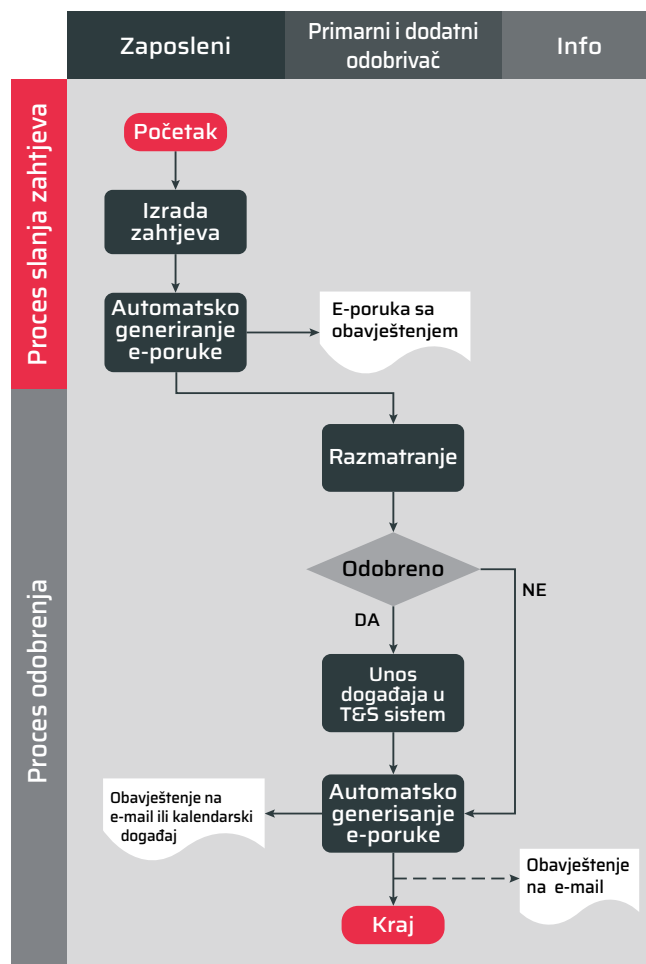 Zaposleni
Primarni i dodatni
odobrivač
Info
Proces slanja zahtjeva
Početak
Izrada
zahtjeva
Automatsko
generiranje
e-poruke
E-poruka sa
obavještenjem
Proces odobrenja
Razmatranje
Odobreno
NE
DA
Unos
događaja u
T&S sistem
Automatsko
generisanje
e-poruke
Obavještenje na
e-mail ili kalendarski
događaj
Obavještenje
na e-mail
Kraj